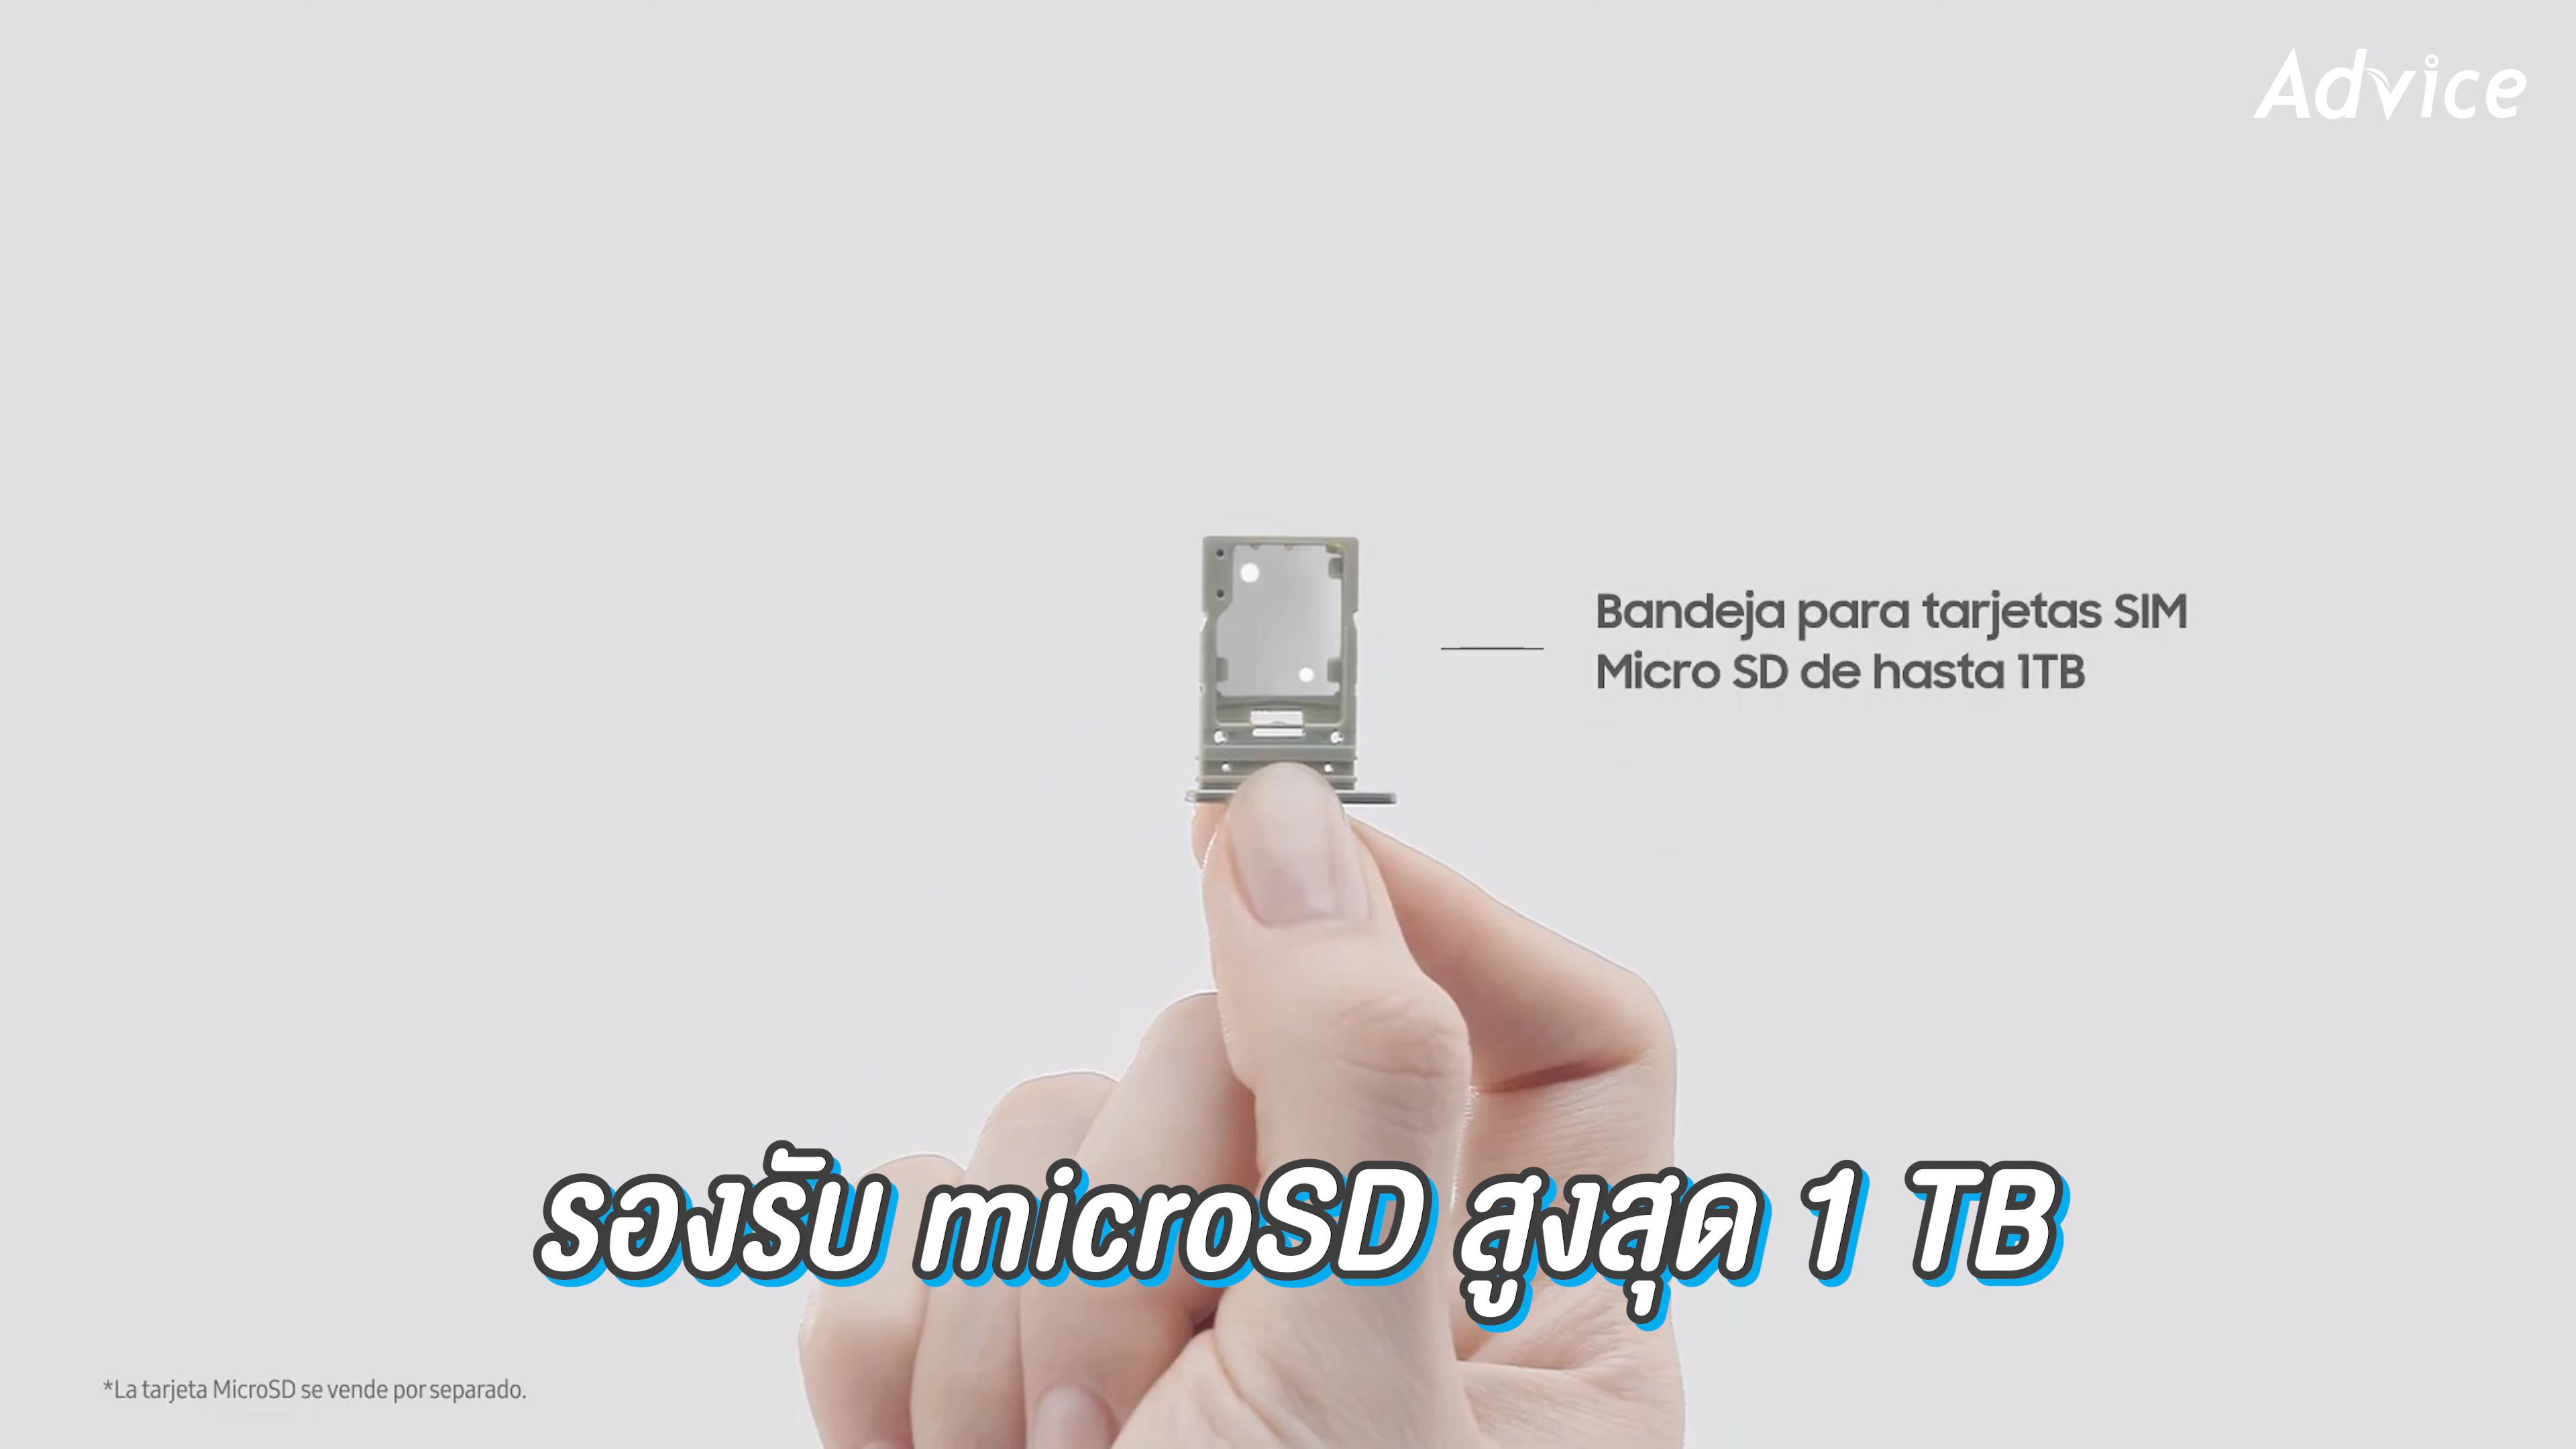 Advice
Bandeja para tarjetas SIM
Micro SD de hasta 1TB
รองรับ microSD สูงสุด 1 TB
*La tarjeta MicroSD se vende por separado.